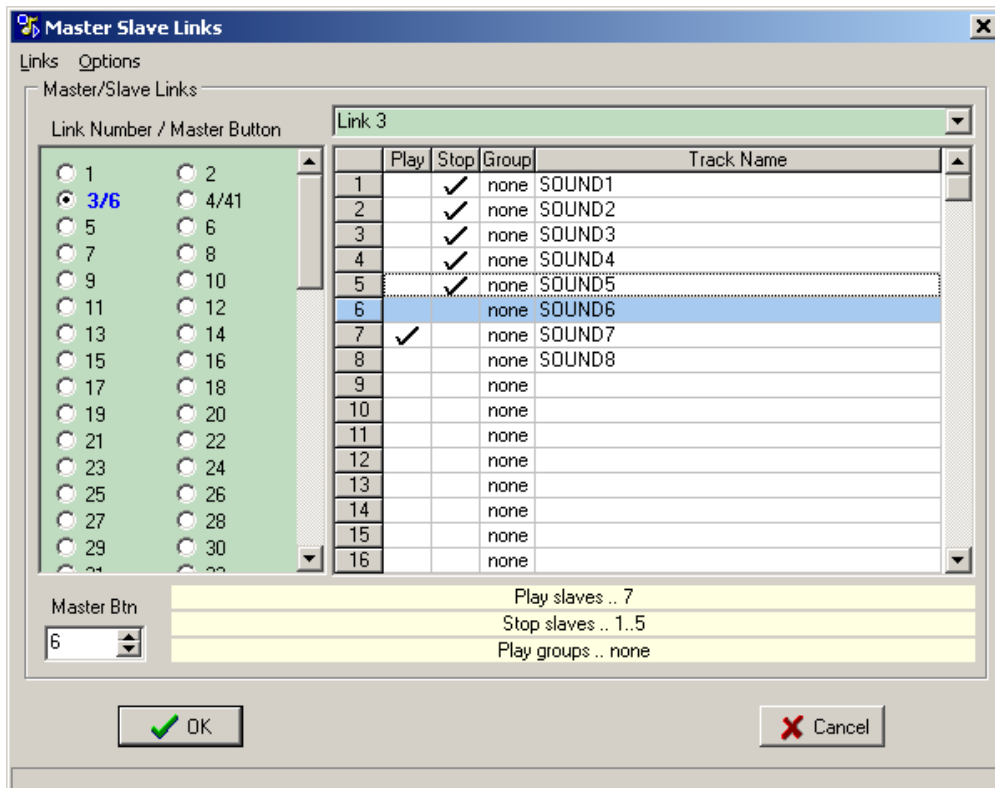 Master Slave Links
Links Options
Master/Slave Links
Link Number / Master Button
Link 3
1 2
3/6 4/41
5 6
7 8
9 10
11 12
13 14
15 16
17 18
19 20
21 22
23 24
25 26
27 28
29 30
Play Stop Group Track Name
1 none SOUND1
2 none SOUND2
3 none SOUND3
4 none SOUND4
5 none SOUND5
6 none SOUND6
7 none SOUND7
8 none SOUND8
9 none
10 none
11 none
12 none
13 none
14 none
15 none
16 none
Master Btn
6
Play slaves .. 7
Stop slaves .. 1..5
Play groups .. none
OK
Cancel